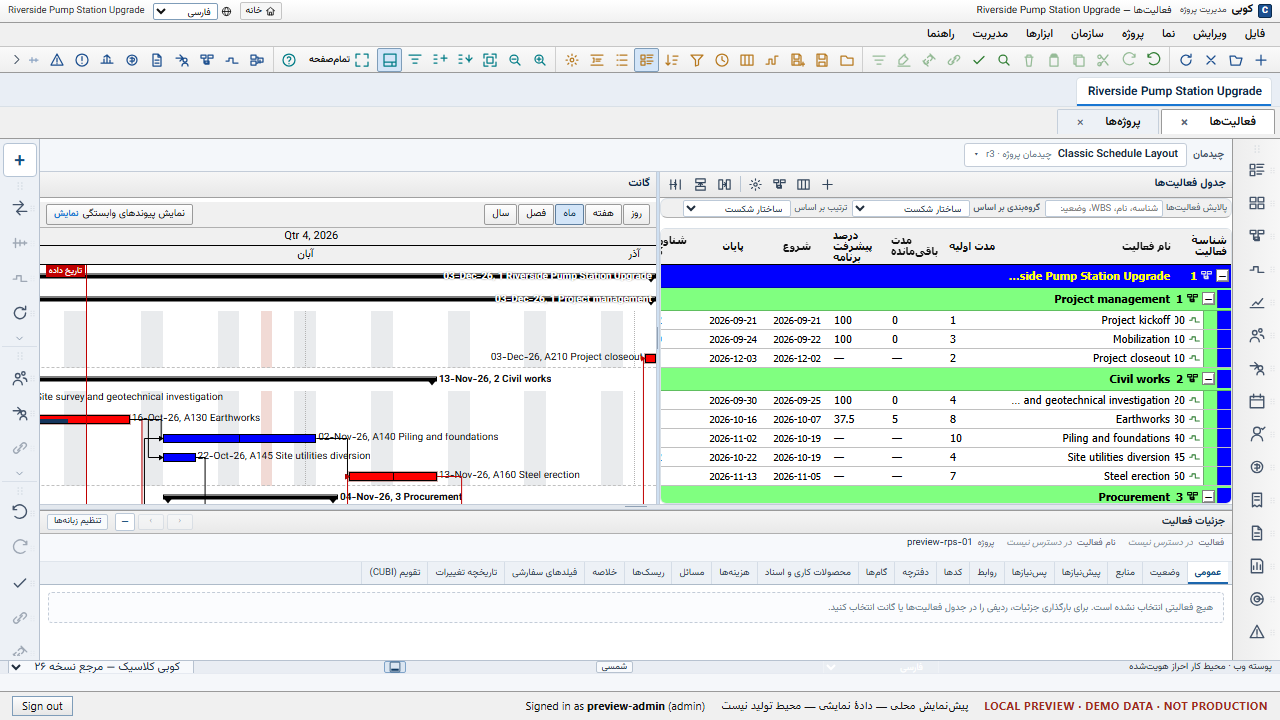 کوبی مدیریت پروژه فعالیت‌ها — Riverside Pump Station Upgrade
خانه فارسی Riverside Pump Station Upgrade
فایل ویرایش نما پروژه سازمان ابزارها مدیریت راهنما
تمام‌صفحه
Riverside Pump Station Upgrade
فعالیت‌ها × پروژه‌ها ×
چیدمان Classic Schedule Layout چیدمان پروژه · r3
جدول فعالیت‌ها
پالایش فعالیت‌ها شناسه، نام، WBS، وضعیت گروه‌بندی بر اساس ساختار شکست ترتیب بر اساس ساختار شکست
شناسه فعالیت نام فعالیت مدت اولیه مدت باقی‌مانده درصد پیشرفت برنامه شروع پایان شناور
1 Riverside Pump Station Upgrade...
1 Project management
Project kickoff 1 0 100 2026-09-21 2026-09-21
Mobilization 3 0 100 2026-09-22 2026-09-24
Project closeout 2 — — 2026-12-02 2026-12-03
2 Civil works
... and geotechnical investigation 4 0 100 2026-09-25 2026-09-30
Earthworks 8 5 37.5 2026-10-07 2026-10-16
Piling and foundations 10 — — 2026-10-19 2026-11-02
Site utilities diversion 4 — — 2026-10-19 2026-10-22
Steel erection 7 — — 2026-11-05 2026-11-13
3 Procurement
گانت
روز هفته ماه فصل سال نمایش پیوندهای وابستگی نمایش
Qtr 4, 2026
آبان آذر
تاریخ داده
03-Dec-26, 1 Riverside Pump Station Upgrade
03-Dec-26, 1 Project management
03-Dec-26, A210 Project closeout
13-Nov-26, 2 Civil works
Site survey and geotechnical investigation
16-Oct-26, A130 Earthworks
02-Nov-26, A140 Piling and foundations
22-Oct-26, A145 Site utilities diversion
13-Nov-26, A160 Steel erection
04-Nov-26, 3 Procurement
جزئیات فعالیت تنظیم زبانه‌ها
فعالیت در دسترس نیست نام فعالیت در دسترس نیست پروژه preview-rps-01
عمومی وضعیت منابع پیش‌نیازها پس‌نیازها روابط کدها دفترچه گام‌ها محصولات کاری و اسناد هزینه‌ها مسائل ریسک‌ها خلاصه فیلدهای سفارشی تاریخچه تغییرات تقویم (CUBI)
هیچ فعالیتی انتخاب نشده است. برای بارگذاری جزئیات، ردیفی را در جدول فعالیت‌ها یا گانت انتخاب کنید.
پوسته وب · محیط کار احراز هویت‌شده فارسی شمسی کوبی کلاسیک — مرجع نسخه ۲۶
LOCAL PREVIEW · DEMO DATA · NOT PRODUCTION پیش‌نمایش محلی — دادهٔ نمایشی — محیط تولید نیست Signed in as preview-admin (admin) Sign out